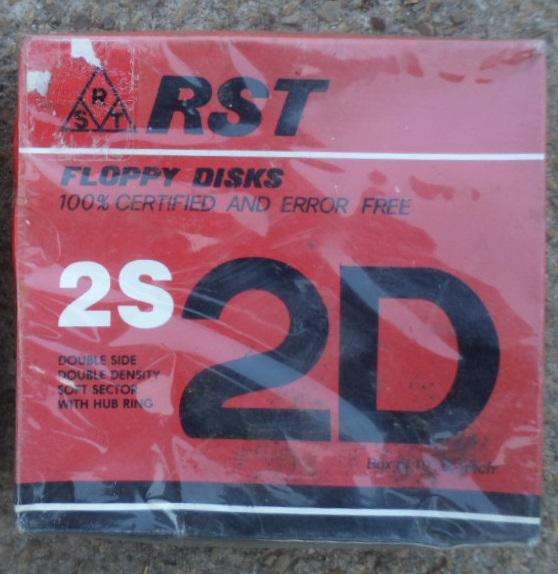 R
S T
RST
FLOPPY DISKS
100% CERTIFIED AND ERROR FREE
2S
2D
DOUBLE SIDE
DOUBLE DENSITY
SOFT SECTOR
WITH HUB RING
Box